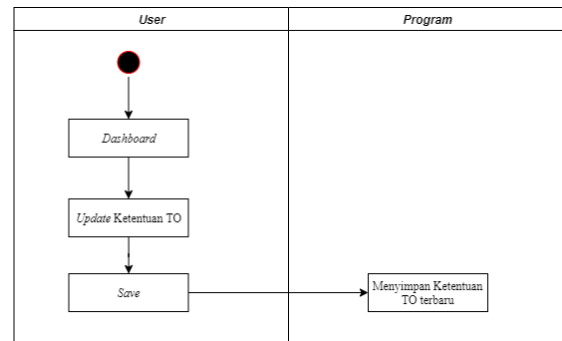 User
Program
Dashboard
Update Ketentuan TO
Save
Menyimpan Ketentuan
TO terbaru